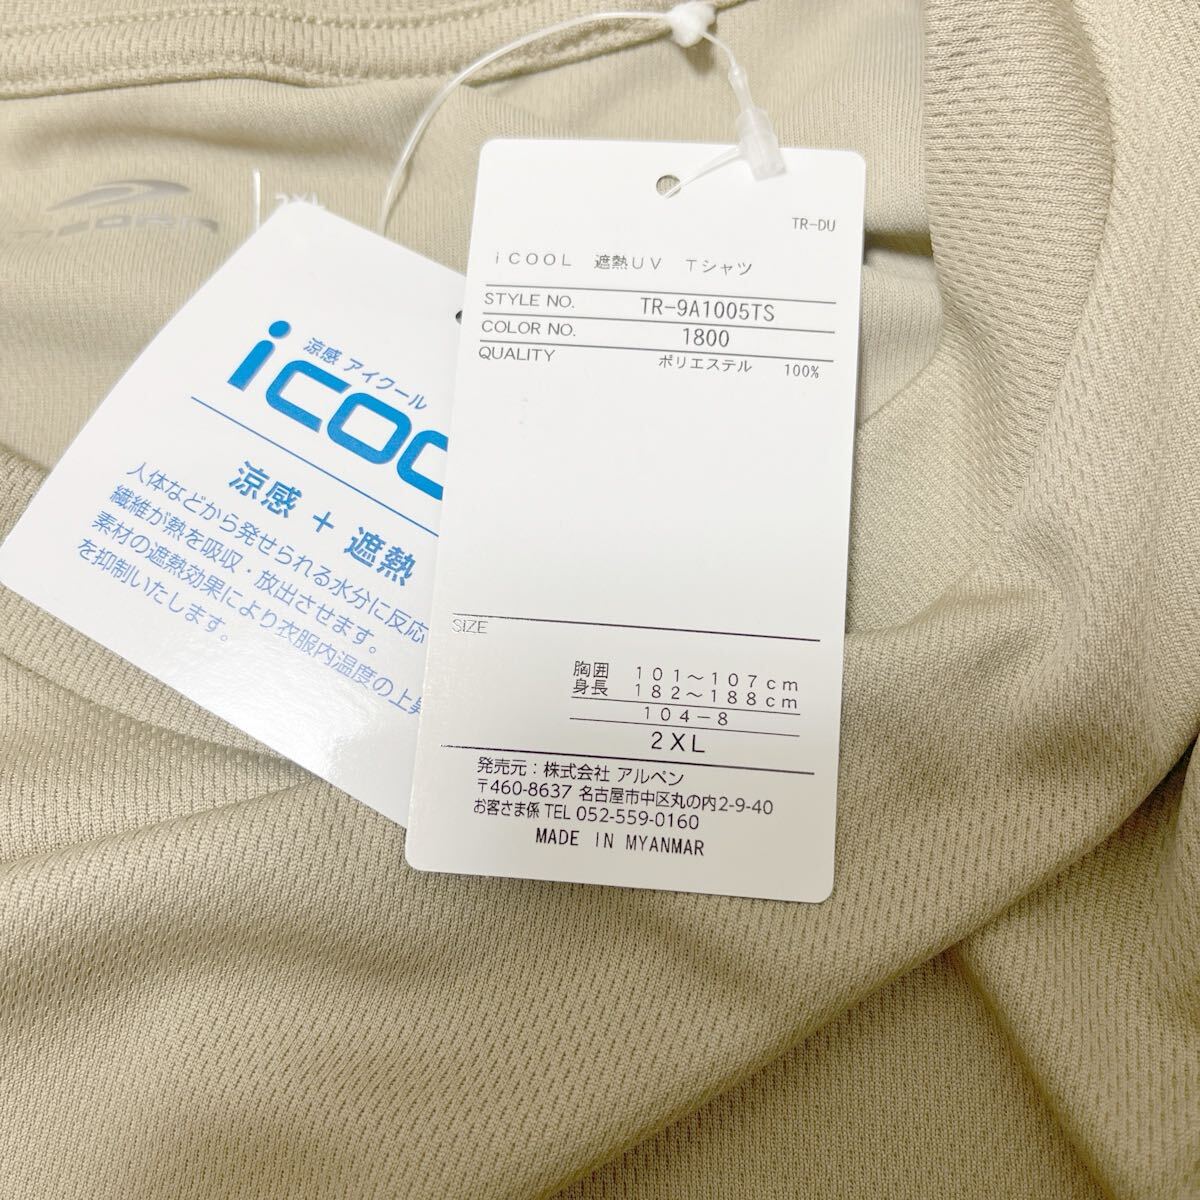 TR-DU
iCOOL 遮熱UV Tシャツ
STYLE NO. TR-9A1005TS
COLOR NO. 1800
QUALITY ポリエステル 100%
SIZE
胸囲 101〜107cm
身長 182〜188cm
104-8
2XL
発売元：株式会社 アルペン
〒460-8637 名古屋市中区丸の内2-9-40
お客さま係 TEL 052-559-0160
MADE IN MYANMAR
涼感 アイクール
iCOO
涼感 + 遮熱
人体などから発せられる水分に反応
繊維が熱を吸収・放出させます。
素材の遮熱効果により衣服内温度の上昇
を抑制いたします。